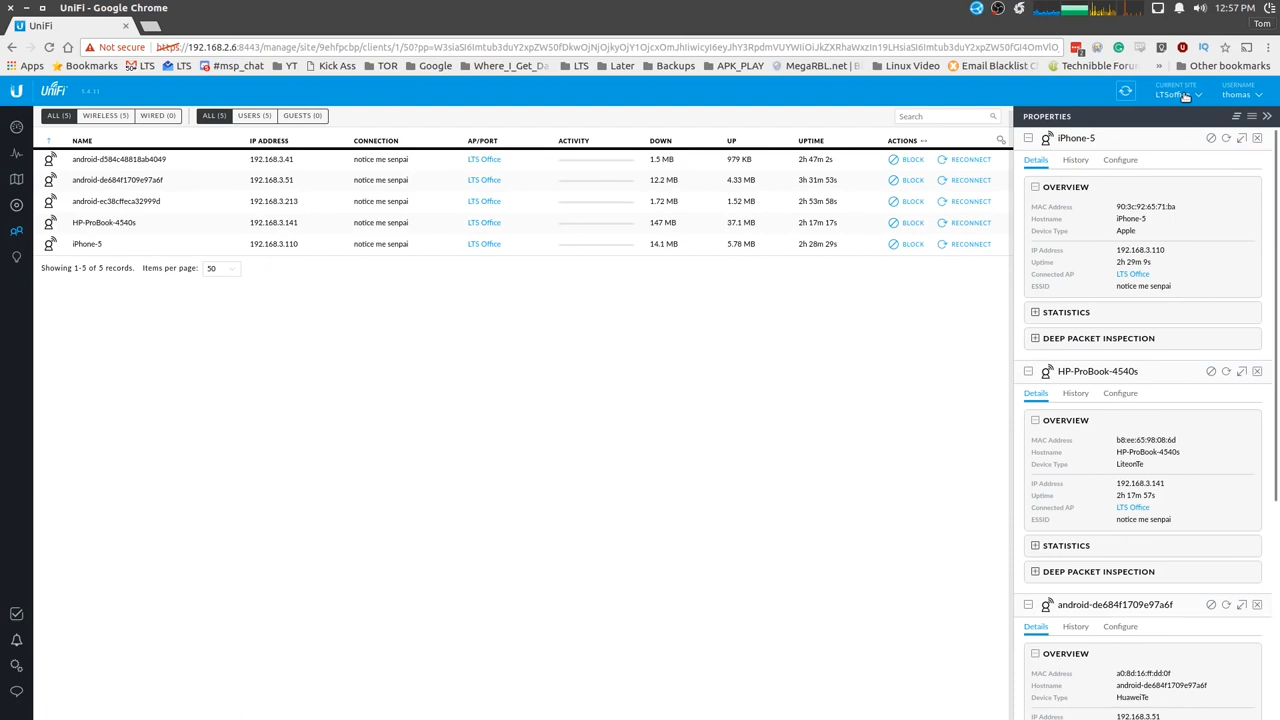 UniFi - Google Chrome
12:57 PM
UniFi
Tom
Not secure
https://192.168.2.6:8443/manage/site/9ehfpcbp/clients/1/50?pp=
Apps
Bookmarks
LTS
LTS
#msp_chat
YT
Kick Ass
TOR
Google
Where_I_Get_Da
LTS
Later
Backups
APK_PLAY
MegaRBL.net | B
Linux Video
Email Blacklist C
Technibble Forum
»
Other bookmarks
U
UniFi
5.4.11
CURRENT SITE
USERNAME
LTSoffice
thomas
ALL (5)
WIRELESS (5)
WIRED (0)
ALL (5)
USERS (5)
GUESTS (0)
Search
PROPERTIES
NAME IP ADDRESS CONNECTION AP/PORT ACTIVITY DOWN UP UPTIME ACTIONS
android-d584c48818ab4049 192.168.3.41 notice me senpai LTS Office 1.5 MB 979 KB 2h 47m 2s BLOCK RECONNECT
android-de684f1709e97a6f 192.168.3.51 notice me senpai LTS Office 12.2 MB 4.33 MB 3h 31m 53s BLOCK RECONNECT
android-ec38cffeca32999d 192.168.3.213 notice me senpai LTS Office 1.72 MB 1.52 MB 2h 53m 58s BLOCK RECONNECT
HP-ProBook-4540s 192.168.3.141 notice me senpai LTS Office 147 MB 37.1 MB 2h 17m 17s BLOCK RECONNECT
iPhone-5 192.168.3.110 notice me senpai LTS Office 14.1 MB 5.78 MB 2h 28m 29s BLOCK RECONNECT
Showing 1-5 of 5 records. Items per page: 50
iPhone-5
Details History Configure
OVERVIEW
MAC Address 90:3c:92:65:71:ba
Hostname iPhone-5
Device Type Apple
IP Address 192.168.3.110
Uptime 2h 29m 9s
Connected AP LTS Office
ESSID notice me senpai
STATISTICS
DEEP PACKET INSPECTION
HP-ProBook-4540s
Details History Configure
OVERVIEW
MAC Address b8:ee:65:98:08:6d
Hostname HP-ProBook-4540s
Device Type LiteonTe
IP Address 192.168.3.141
Uptime 2h 17m 57s
Connected AP LTS Office
ESSID notice me senpai
STATISTICS
DEEP PACKET INSPECTION
android-de684f1709e97a6f
Details History Configure
OVERVIEW
MAC Address a0:8d:16:ff:dd:0f
Hostname android-de684f1709e97a6f
Device Type HuaweiTe
IP Address 192.168.3.51